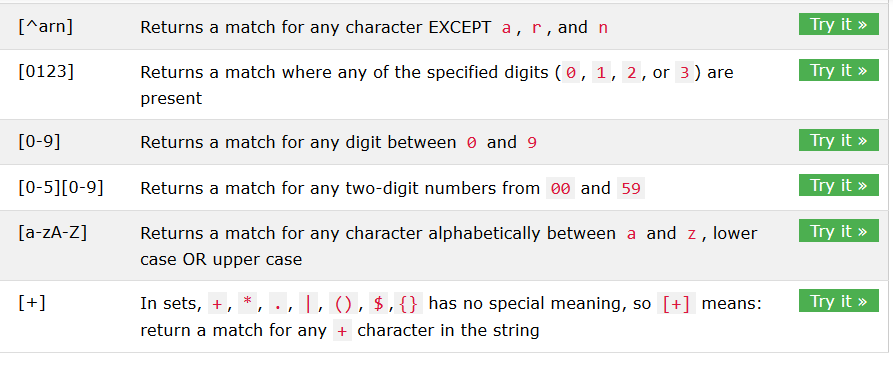 [^arn] Returns a match for any character EXCEPT a, r, and n Try it »
[0123] Returns a match where any of the specified digits (0, 1, 2, or 3) are Try it »
present
[0-9] Returns a match for any digit between 0 and 9 Try it »
[0-5][0-9] Returns a match for any two-digit numbers from 00 and 59 Try it »
[a-zA-Z] Returns a match for any character alphabetically between a and z, lower Try it »
case OR upper case
[+] In sets, +, *, ., |, (), $,{} has no special meaning, so [+] means: Try it »
return a match for any + character in the string